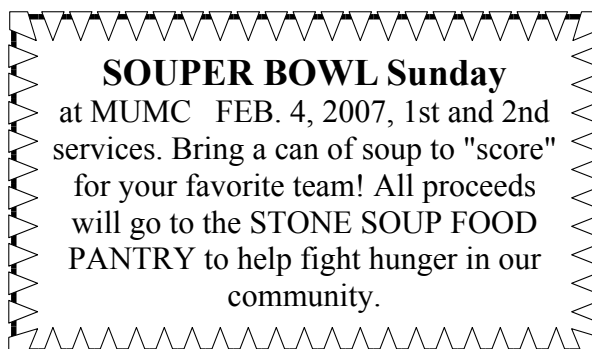 SOUPER BOWL Sunday
at MUMC   FEB. 4, 2007, 1st and 2nd
services. Bring a can of soup to "score"
for your favorite team! All proceeds
will go to the STONE SOUP FOOD
PANTRY to help fight hunger in our
community.